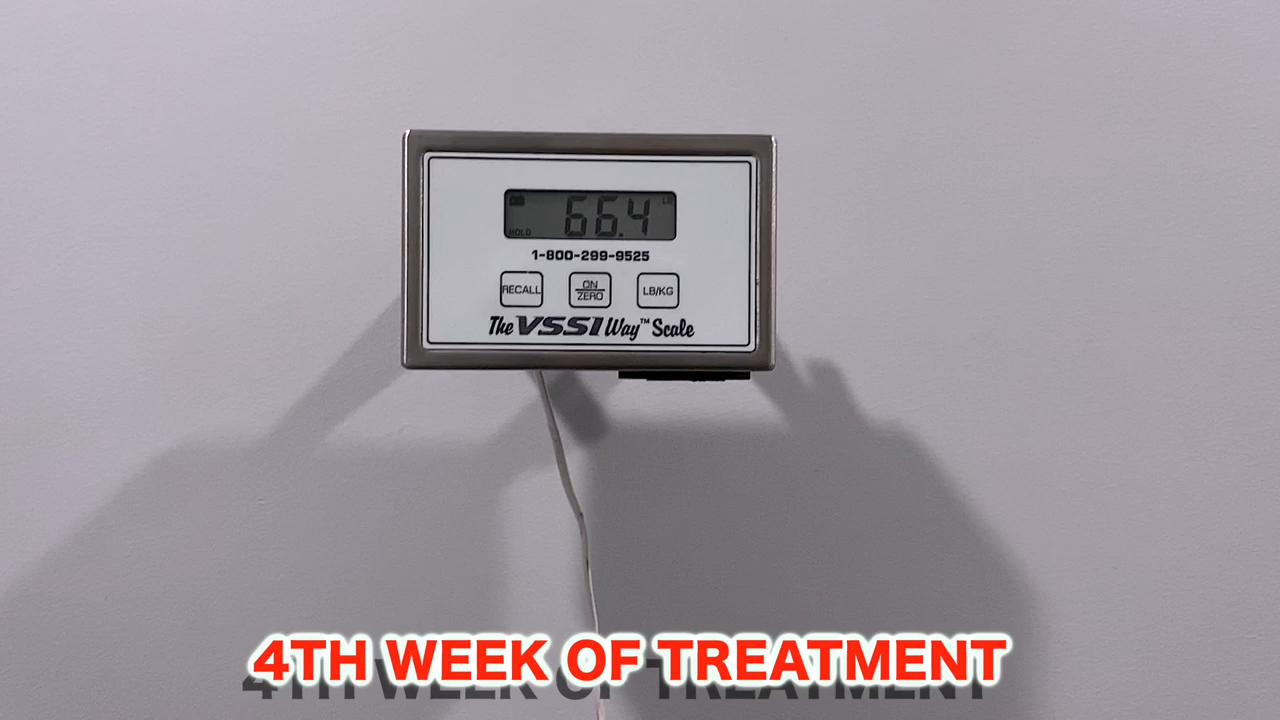 66.4
LB
HOLD
1-800-299-9525
RECALL
ON
ZERO
LB/KG
The VSSI Way™ Scale
4TH WEEK OF TREATMENT